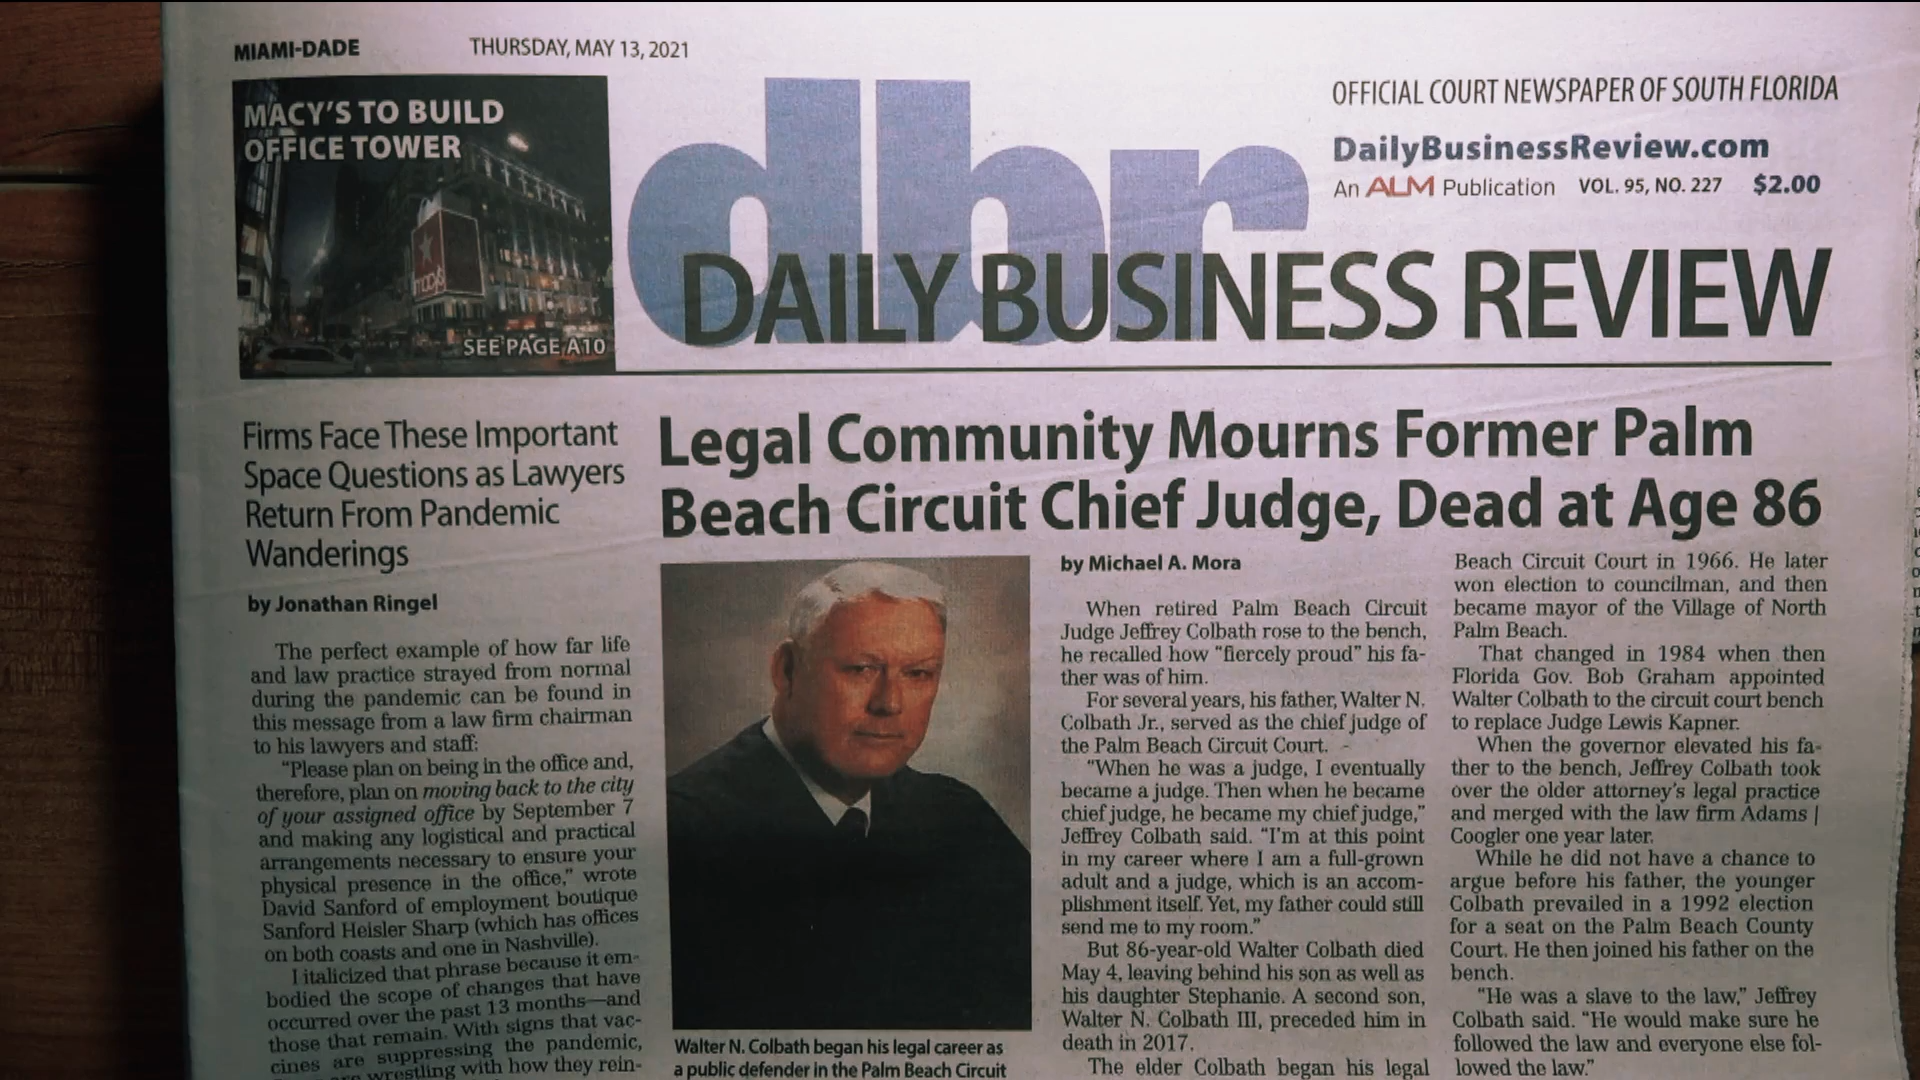 MIAMI-DADE
THURSDAY, MAY 13, 2021
MACY'S TO BUILD
OFFICE TOWER
macy's
SEE PAGE A10
dbr
DAILY BUSINESS REVIEW
OFFICIAL COURT NEWSPAPER OF SOUTH FLORIDA
DailyBusinessReview.com
An ALM Publication VOL. 95, NO. 227 $2.00
Firms Face These Important
Space Questions as Lawyers
Return From Pandemic
Wanderings
by Jonathan Ringel
The perfect example of how far life
and law practice strayed from normal
during the pandemic can be found in
this message from a law firm chairman
to his lawyers and staff:
“Please plan on being in the office and,
therefore, plan on moving back to the city
of your assigned office by September 7
and making any logistical and practical
arrangements necessary to ensure your
physical presence in the office,” wrote
David Sanford of employment boutique
Sanford Heisler Sharp (which has offices
on both coasts and one in Nashville).
I italicized that phrase because it em-
bodied the scope of changes that have
occurred over the past 13 months—and
those that remain. With signs that vac-
cines are suppressing the pandemic,
wrestling with how they rein-
Legal Community Mourns Former Palm
Beach Circuit Chief Judge, Dead at Age 86
Walter N. Colbath began his legal career as
a public defender in the Palm Beach Circuit
by Michael A. Mora
When retired Palm Beach Circuit
Judge Jeffrey Colbath rose to the bench,
he recalled how “fiercely proud” his fa-
ther was of him.
For several years, his father, Walter N.
Colbath Jr., served as the chief judge of
the Palm Beach Circuit Court.
“When he was a judge, I eventually
became a judge. Then when he became
chief judge, he became my chief judge,”
Jeffrey Colbath said. “I'm at this point
in my career where I am a full-grown
adult and a judge, which is an accom-
plishment itself. Yet, my father could still
send me to my room.”
But 86-year-old Walter Colbath died
May 4, leaving behind his son as well as
his daughter Stephanie. A second son,
Walter N. Colbath III, preceded him in
death in 2017.
The elder Colbath began his legal
Beach Circuit Court in 1966. He later
won election to councilman, and then
became mayor of the Village of North
Palm Beach.
That changed in 1984 when then
Florida Gov. Bob Graham appointed
Walter Colbath to the circuit court bench
to replace Judge Lewis Kapner.
When the governor elevated his fa-
ther to the bench, Jeffrey Colbath took
over the older attorney's legal practice
and merged with the law firm Adams |
Coogler one year later.
While he did not have a chance to
argue before his father, the younger
Colbath prevailed in a 1992 election
for a seat on the Palm Beach County
Court. He then joined his father on the
bench.
“He was a slave to the law,” Jeffrey
Colbath said. “He would make sure he
followed the law and everyone else fol-
lowed the law.”